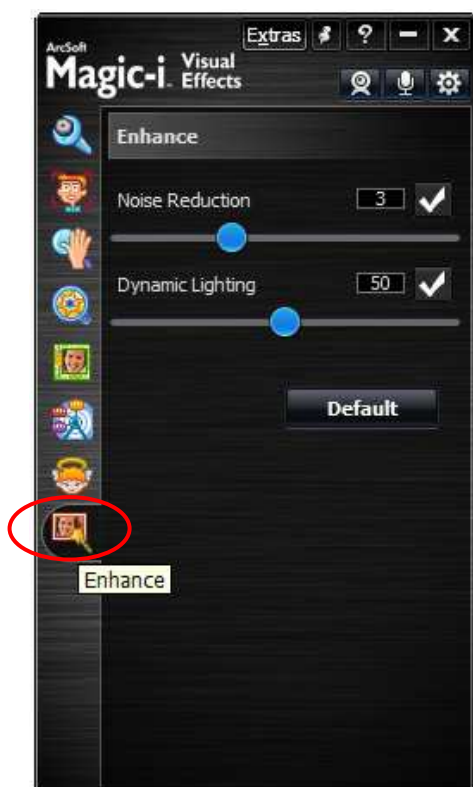 Extras ?
ArcSoft
Magic-i Visual Effects
Enhance
Noise Reduction 3
Dynamic Lighting 50
Default
Enhance